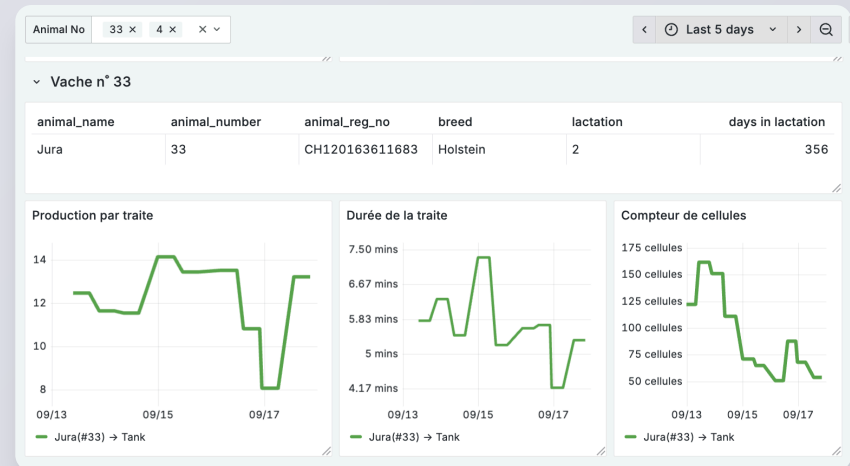 Animal No 33 × 4 ×
Last 5 days
Vache n° 33
animal_name animal_number animal_reg_no breed lactation days in lactation
Jura 33 CH120163611683 Holstein 2 356
Production par traite
14
12
10
8
09/13 09/15 09/17
Jura(#33) → Tank
Durée de la traite
7.50 mins
6.67 mins
5.83 mins
5 mins
4.17 mins
09/13 09/15 09/17
Jura(#33) → Tank
Compteur de cellules
175 cellules
150 cellules
125 cellules
100 cellules
75 cellules
50 cellules
09/13 09/15 09/17
Jura(#33) → Tank